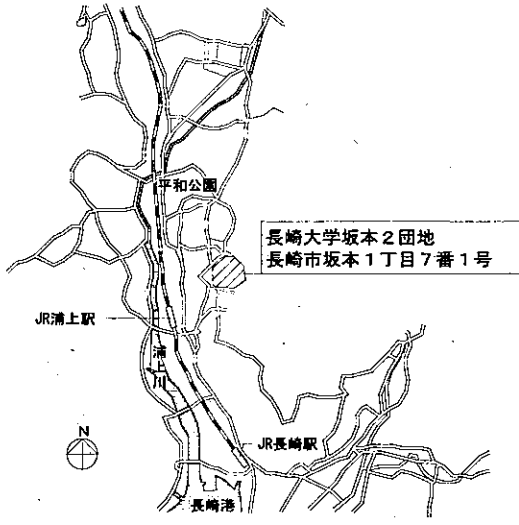 平和公園
長崎大学坂本2団地
長崎市坂本1丁目7番1号
JR浦上駅
浦上川
N
JR長崎駅
長崎港